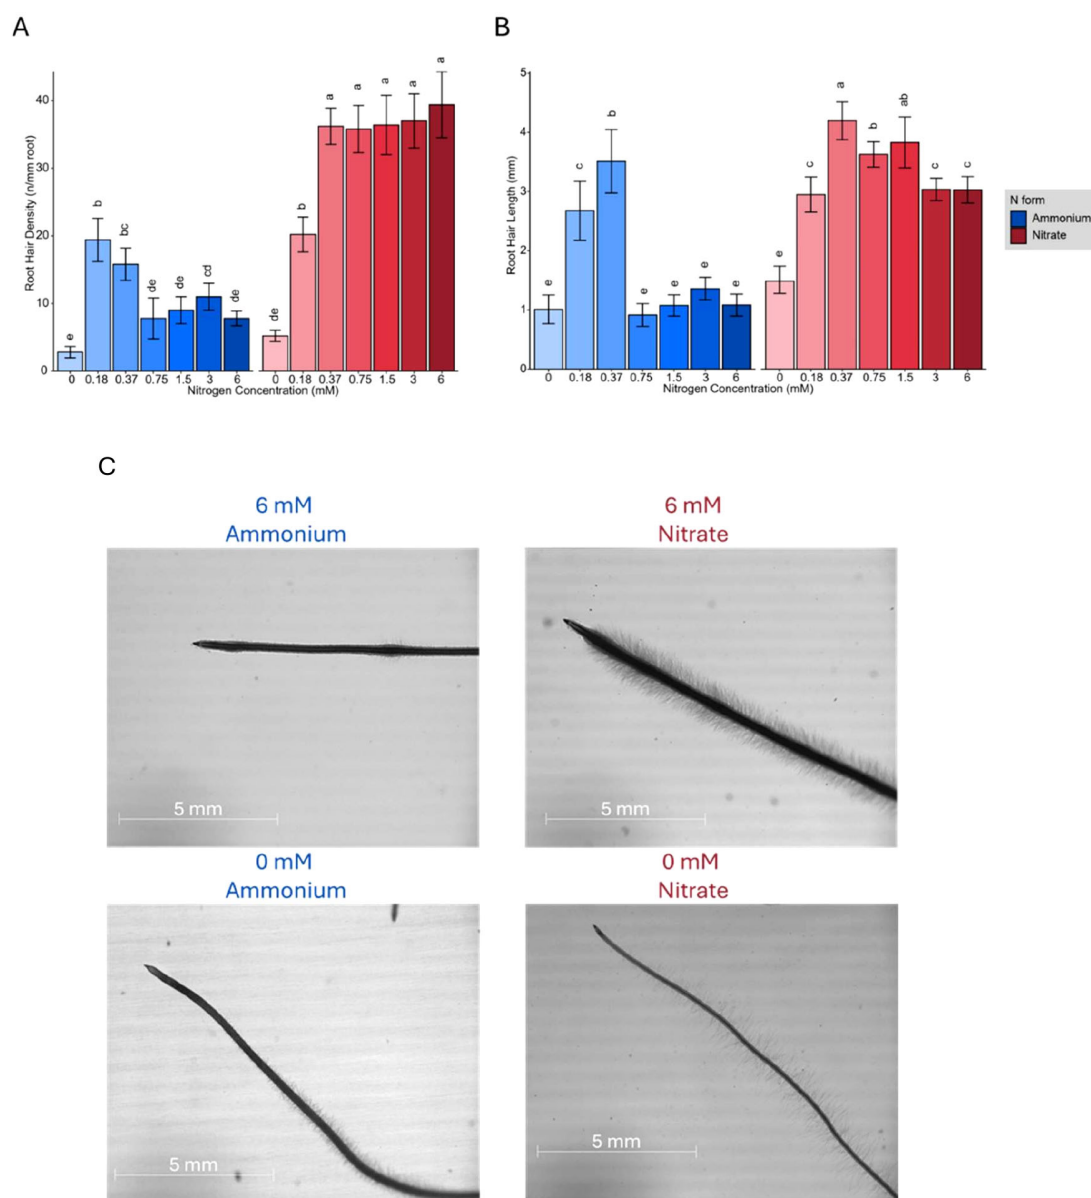 A
B
Root Hair Density (n/mm root)
40
30
20
10
0
e
b
bc
de
de
cd
de
de
b
a
a
a
a
a
0 0.18 0.37 0.75 1.5 3 6
0 0.18 0.37 0.75 1.5 3 6
Nitrogen Concentration (mM)
Root Hair Length (mm)
5
4
3
2
1
0
e
c
b
e
e
e
e
e
c
a
b
ab
c
c
0 0.18 0.37 0.75 1.5 3 6
0 0.18 0.37 0.75 1.5 3 6
Nitrogen Concentration (mM)
N form
Ammonium
Nitrate
C
6 mM
Ammonium
6 mM
Nitrate
5 mm
5 mm
0 mM
Ammonium
0 mM
Nitrate
5 mm
5 mm